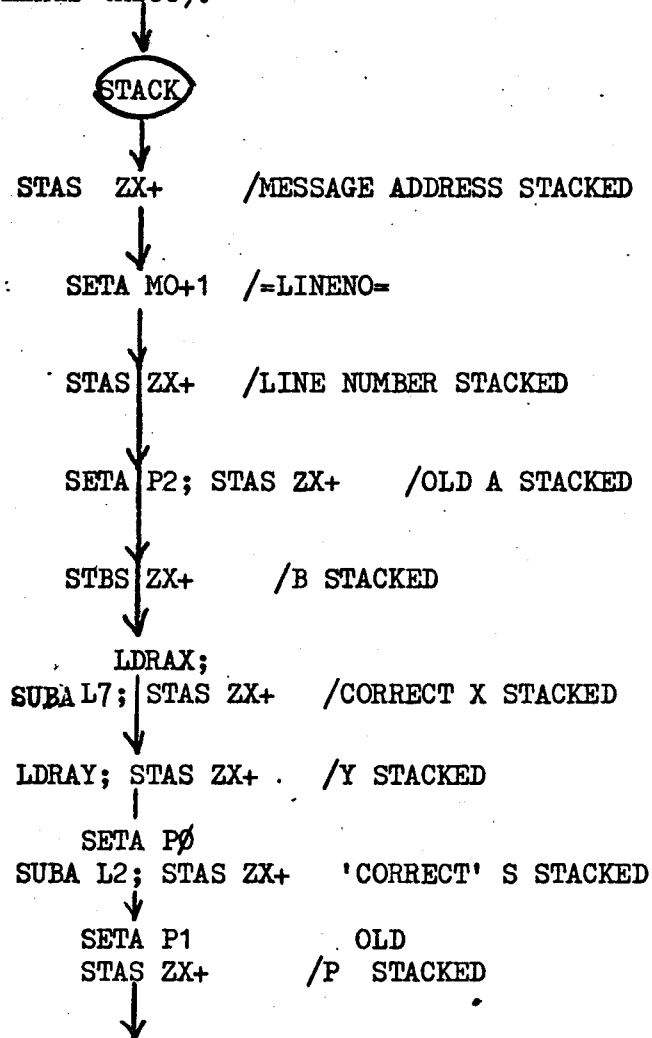 STACK
STAS ZX+ /MESSAGE ADDRESS STACKED
: SETA MO+1 /=LINENO=
STAS ZX+ /LINE NUMBER STACKED
SETA P2; STAS ZX+ /OLD A STACKED
STBS ZX+ /B STACKED
LDRAX;
SUBA L7; STAS ZX+ /CORRECT X STACKED
LDRAY; STAS ZX+ . /Y STACKED
SETA PØ
SUBA L2; STAS ZX+ 'CORRECT' S STACKED
SETA P1 OLD
STAS ZX+ /P STACKED